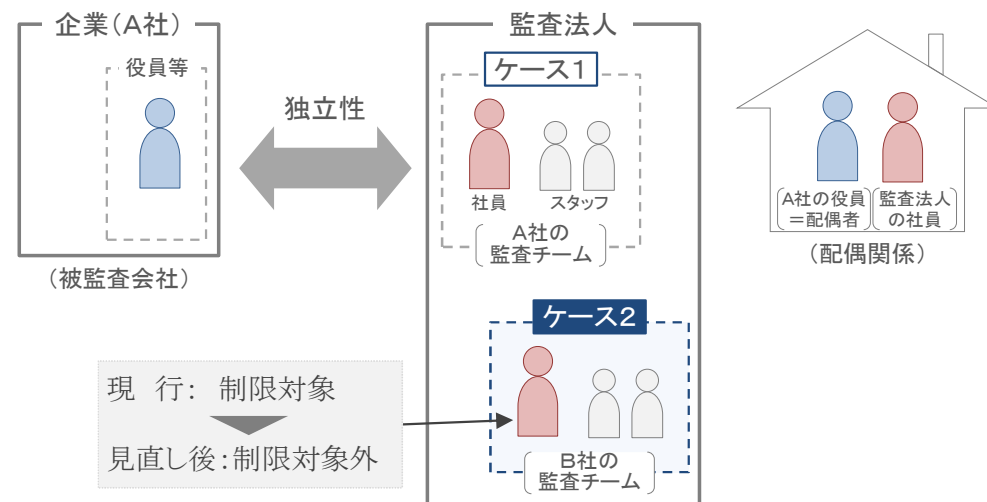 企業(A社)
役員等
(被監査会社)
独立性
監査法人
ケース1
社員
スタッフ
A社の
監査チーム
ケース2
B社の
監査チーム
現 行: 制限対象
見直し後:制限対象外
A社の役員
=配偶者
監査法人
の社員
(配偶関係)